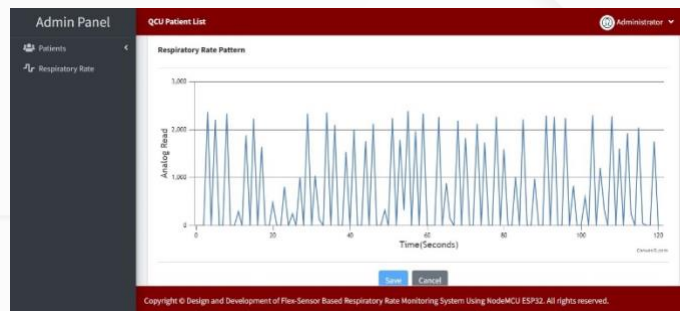 Admin Panel
QCU Patient List
Administrator
Patients
Respiratory Rate
Respiratory Rate Pattern
3,000
2,000
1,000
0
Analog Read
0 20 40 60 80 100 120
Time(Seconds)
CanvasJS.com
Save Cancel
Copyright © Design and Development of Flex-Sensor Based Respiratory Rate Monitoring System Using NodeMCU ESP32. All rights reserved.